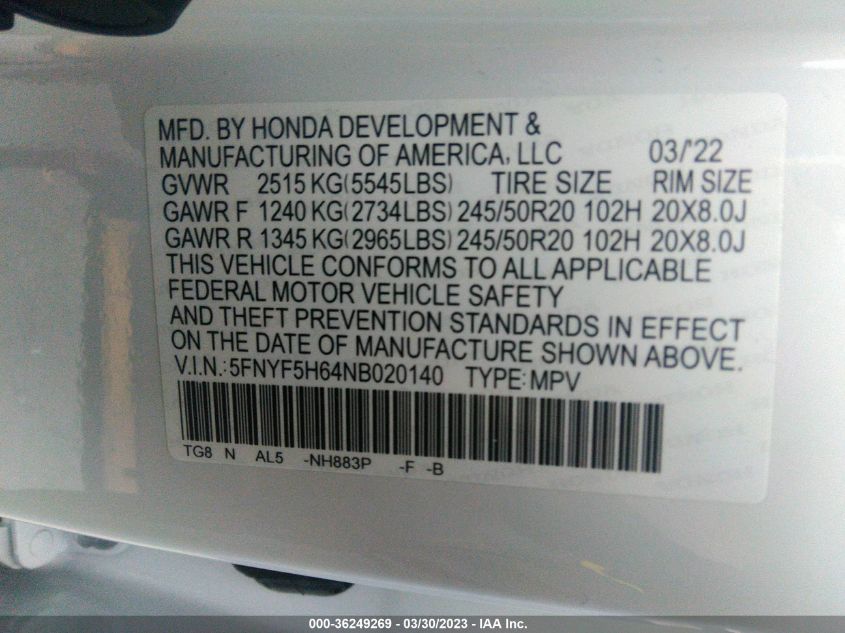 MFD. BY HONDA DEVELOPMENT &
MANUFACTURING OF AMERICA, LLC 03/'22
GVWR 2515 KG(5545LBS) TIRE SIZE RIM SIZE
GAWR F 1240 KG(2734LBS) 245/50R20 102H 20X8.0J
GAWR R 1345 KG(2965LBS) 245/50R20 102H 20X8.0J
THIS VEHICLE CONFORMS TO ALL APPLICABLE
FEDERAL MOTOR VEHICLE SAFETY
AND THEFT PREVENTION STANDARDS IN EFFECT
ON THE DATE OF MANUFACTURE SHOWN ABOVE.
V.I.N.:5FNYF5H64NB020140 TYPE:MPV
TG8 N AL5 -NH883P -F -B
000-36249269 - 03/30/2023 - IAA Inc.